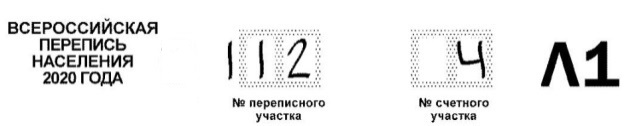 ВСЕРОССИЙСКАЯ
ПЕРЕПИСЬ
НАСЕЛЕНИЯ
2020 ГОДА
112
№ переписного
участка
4
№ счетного
участка
Л1